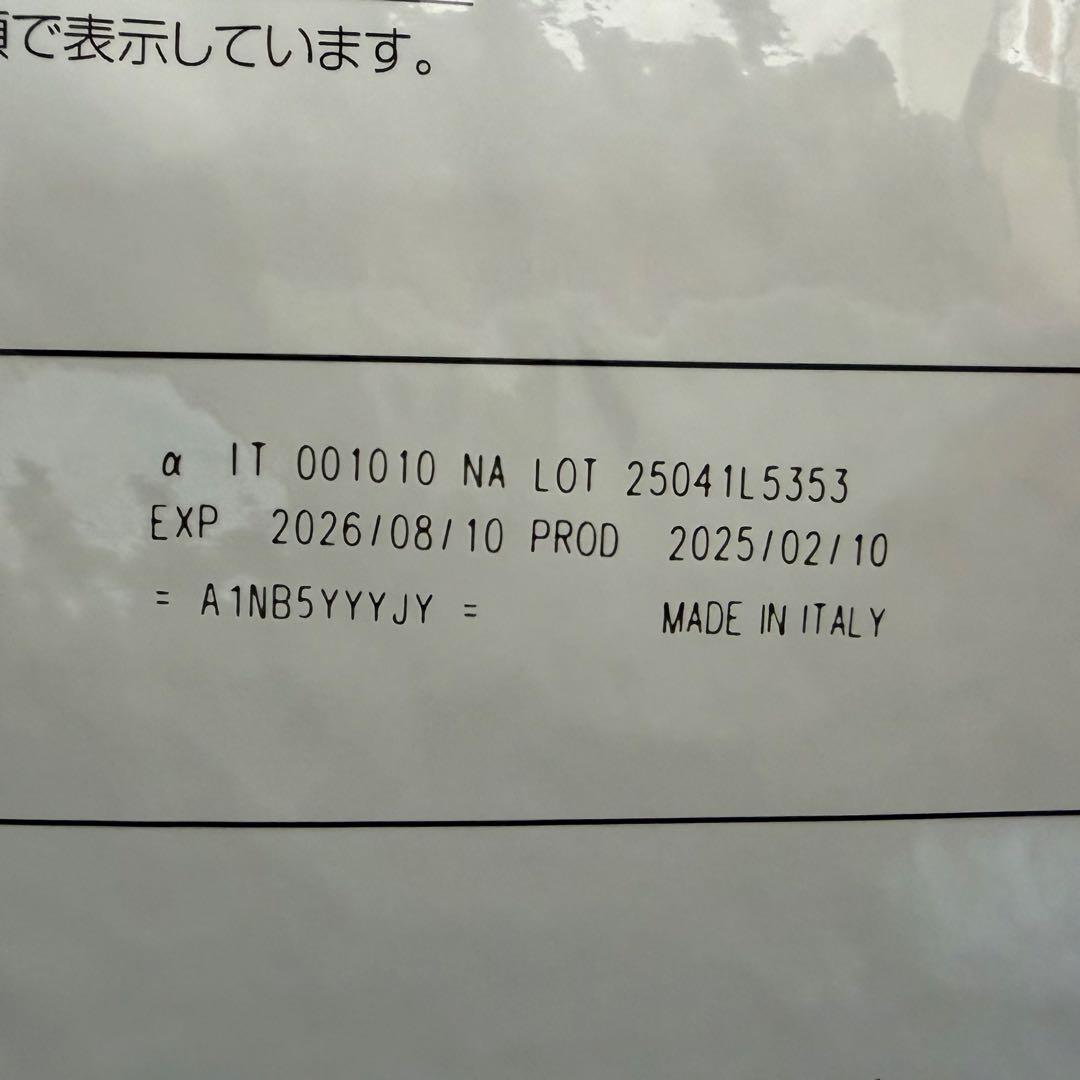 で表示しています。
α IT 001010 NA LOT 25041L5353
EXP 2026/08/10 PROD 2025/02/10
= A1NB5YYYJY = MADE IN ITALY